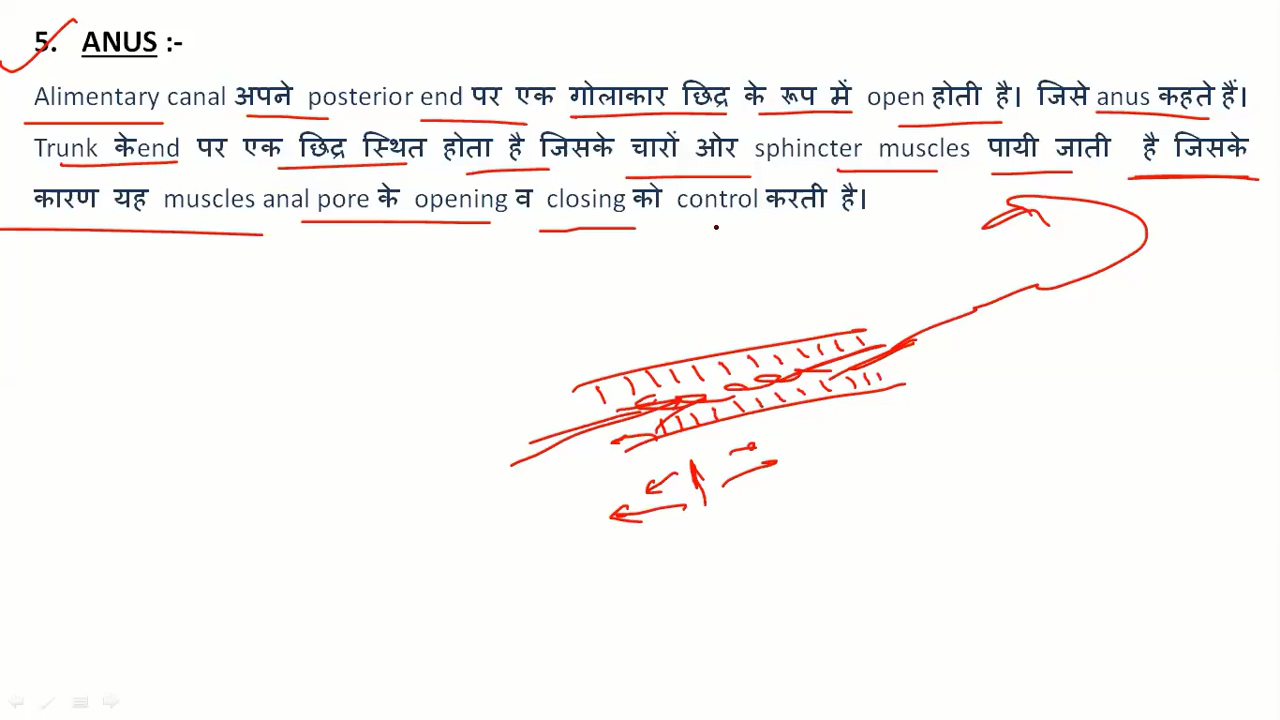 5. ANUS :-
Alimentary canal अपने posterior end पर एक गोलाकार छिद्र के रूप में open होती है। जिसे anus कहते हैं।
Trunk के end पर एक छिद्र स्थित होता है जिसके चारों ओर sphincter muscles पायी जाती है जिसके
कारण यह muscles anal pore के opening व closing को control करती है।